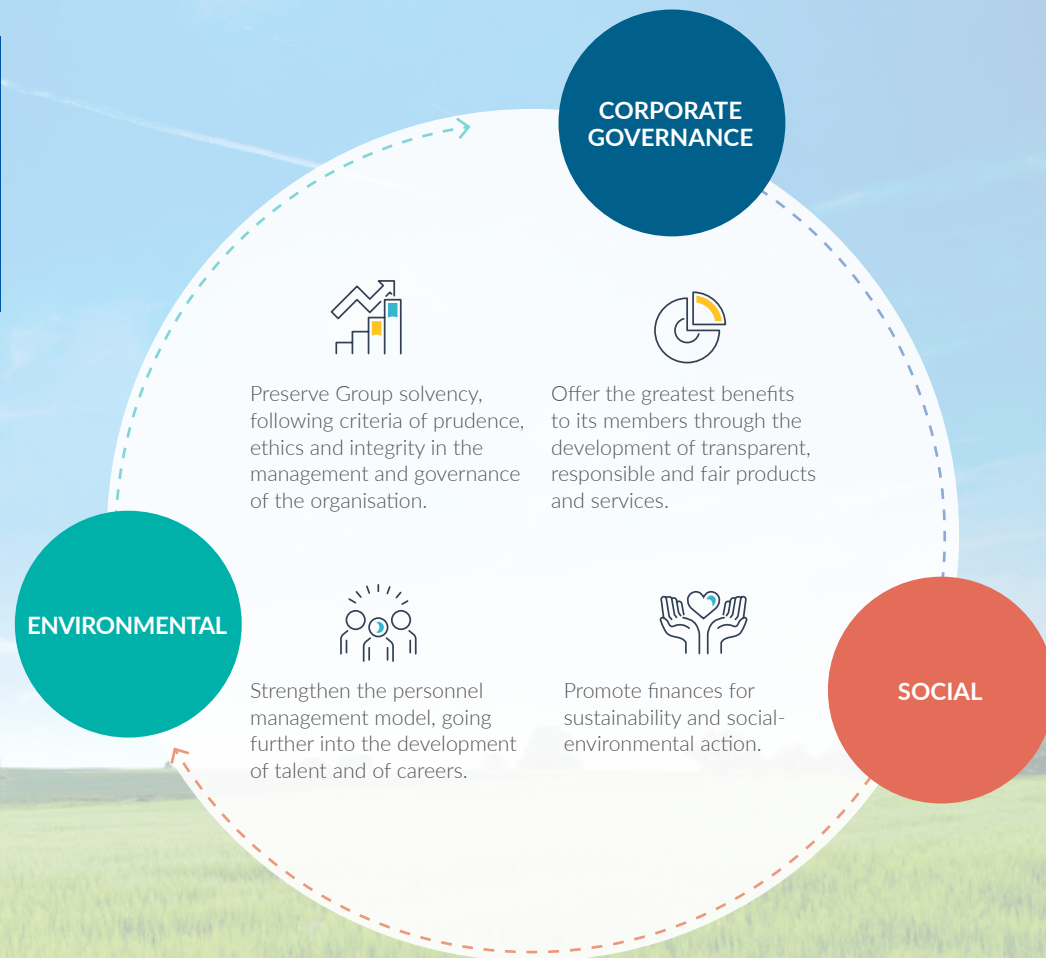 CORPORATE
GOVERNANCE
Preserve Group solvency,
following criteria of prudence,
ethics and integrity in the
management and governance
of the organisation.
Offer the greatest benefits
to its members through the
development of transparent,
responsible and fair products
and services.
ENVIRONMENTAL
Strengthen the personnel
management model, going
further into the development
of talent and of careers.
Promote finances for
sustainability and social-
environmental action.
SOCIAL